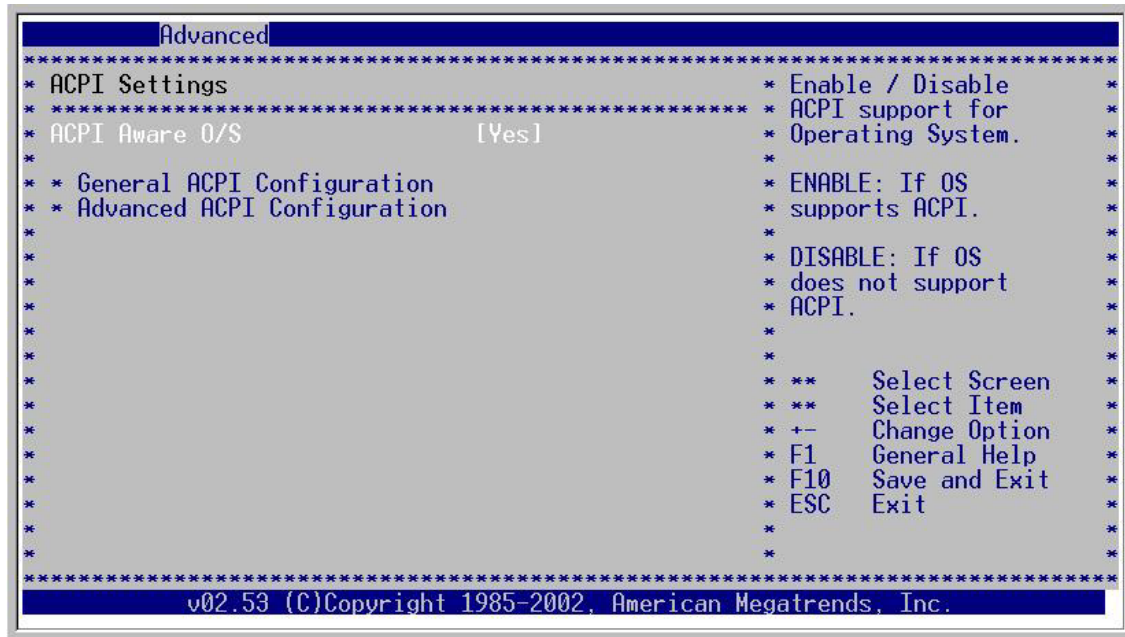 Advanced
ACPI Settings
ACPI Aware O/S [Yes]
* General ACPI Configuration
* Advanced ACPI Configuration
Enable / Disable
ACPI support for
Operating System.
ENABLE: If OS
supports ACPI.
DISABLE: If OS
does not support
ACPI.
** Select Screen
** Select Item
+- Change Option
F1 General Help
F10 Save and Exit
ESC Exit
v02.53 (C)Copyright 1985-2002, American Megatrends, Inc.